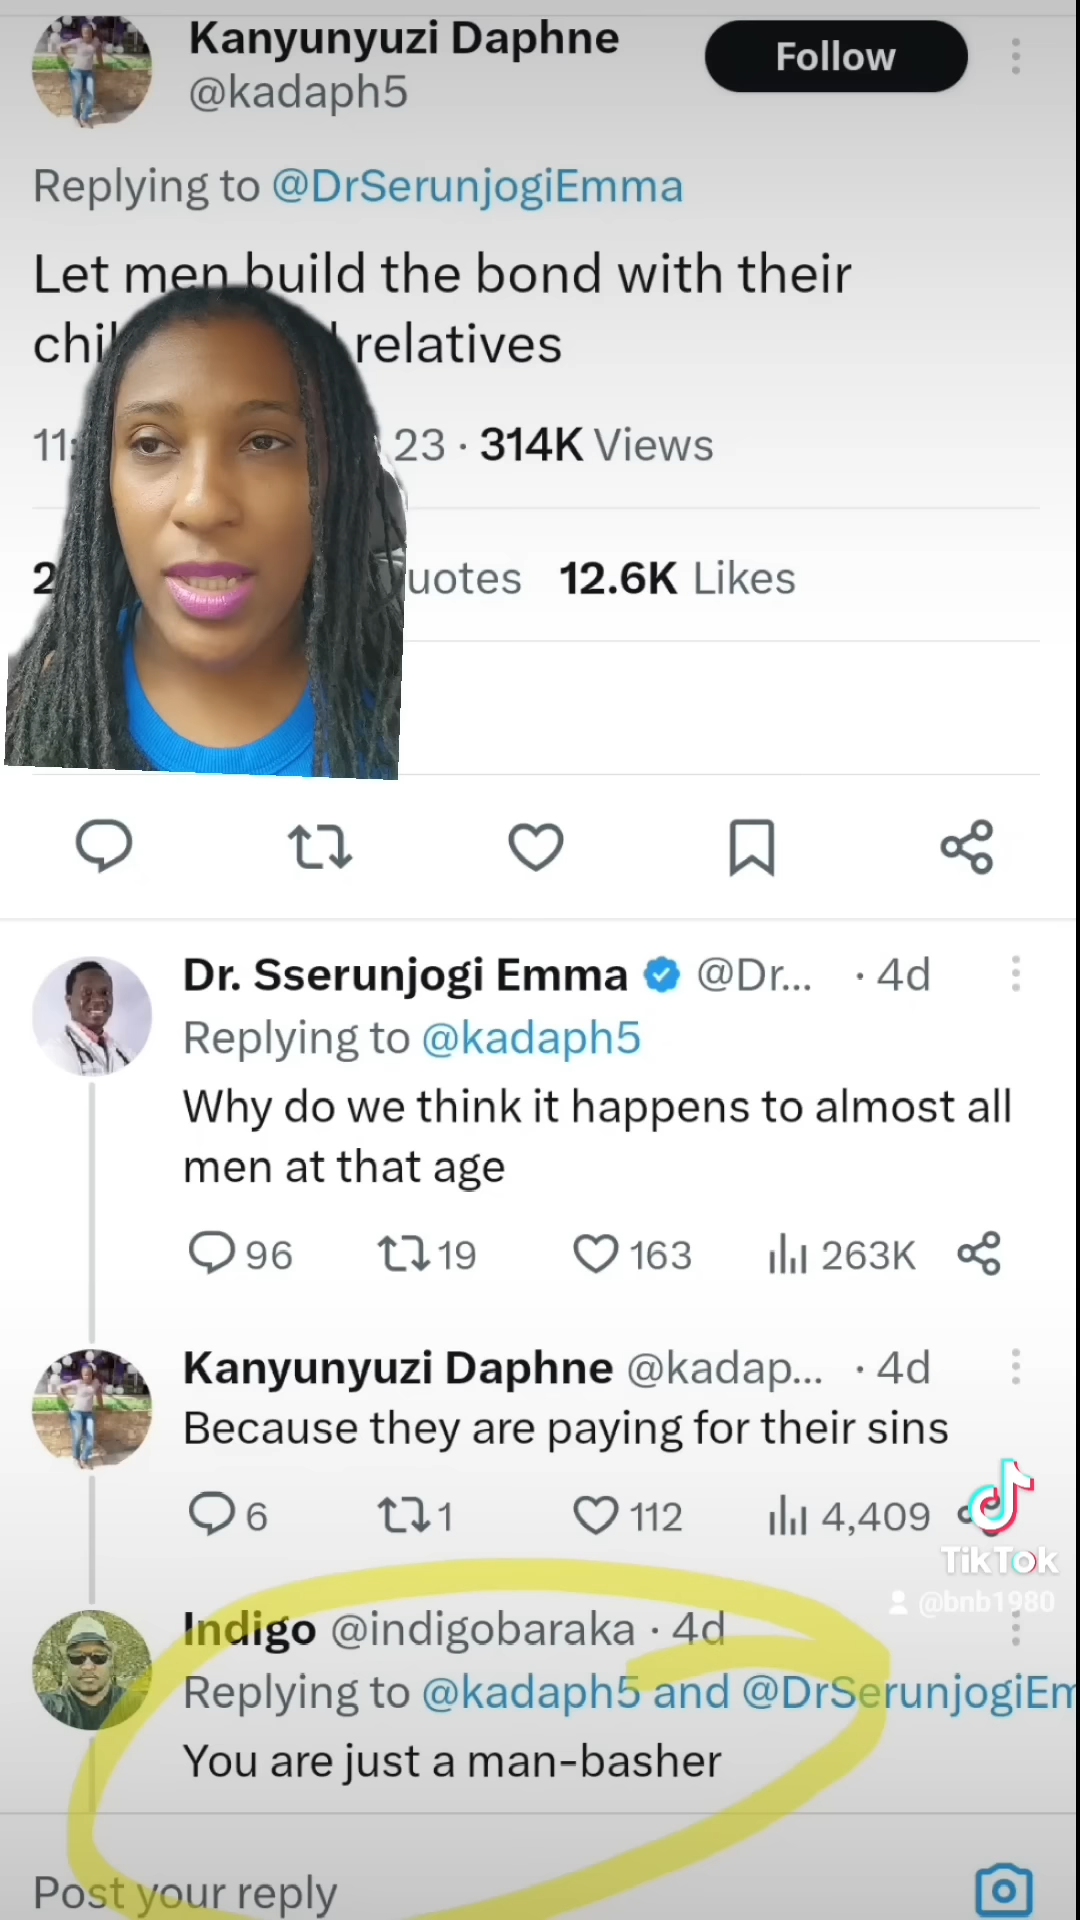 Kanyunyuzi Daphne
Follow
@kadaph5
Replying to @DrSerunjogiEmma
Let men build the bond with their
relatives
23 · 314K Views
12.6K Likes
Dr. Sserunjogi Emma @Dr... · 4d
Replying to @kadaph5
Why do we think it happens to almost all
men at that age
96 19 163 263K
Kanyunyuzi Daphne @kadap... · 4d
Because they are paying for their sins
6 1 112 4,409
TikTok
@bnb1980
Indigo @indigobaraka · 4d
Replying to @kadaph5 and @DrSerunjogiEm
You are just a man-basher
Post your reply